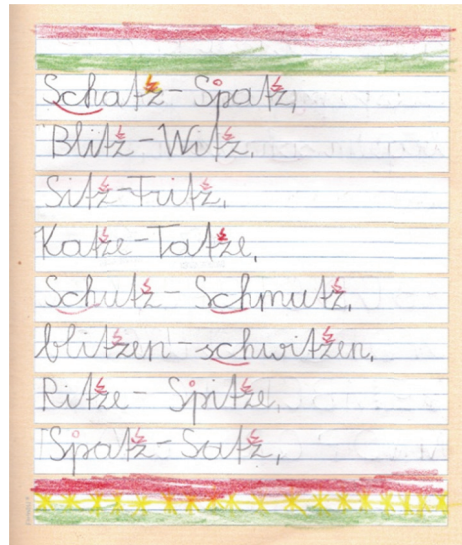 Schatz-Spatz,
Blitz-Witz,
Sitz-Fritz,
Katze-Tatze,
Schutz-Schmutz,
blitzen-schwitzen,
Ritze-Spitze,
Spatz-Satz,